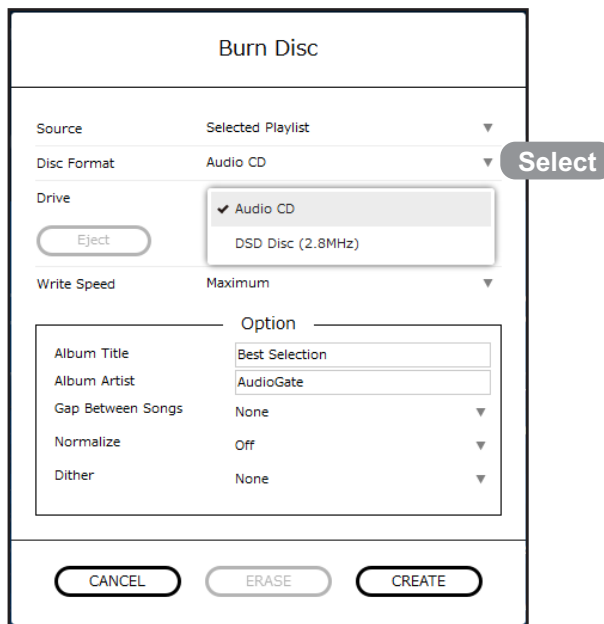 Burn Disc
Source Selected Playlist ▼
Disc Format Audio CD ▼ Select
Drive
✔ Audio CD
Eject
DSD Disc (2.8MHz)
Write Speed Maximum ▼
Option
Album Title Best Selection
Album Artist AudioGate
Gap Between Songs None ▼
Normalize Off ▼
Dither None ▼
CANCEL ERASE CREATE